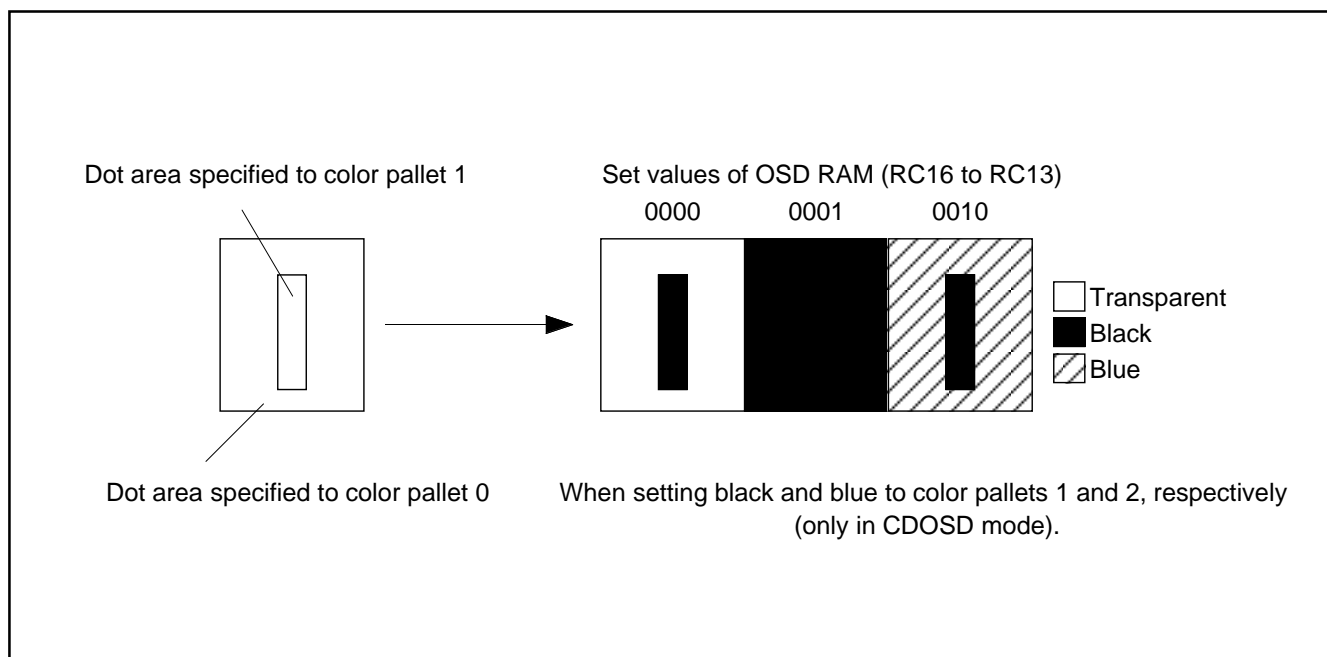 Dot area specified to color pallet 1
Set values of OSD RAM (RC16 to RC13)
0000 0001 0010
Transparent
Black
Blue
Dot area specified to color pallet 0
When setting black and blue to color pallets 1 and 2, respectively
(only in CDOSD mode).